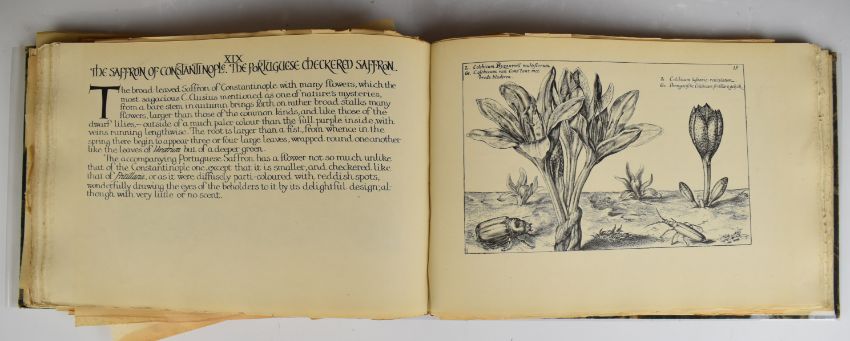 XIX
THE SAFFRON OF CONSTANTINOPLE. THE PORTUGUESE CHECKERED SAFFRON.
The broad leaved Saffron of Constantinople with many flowers, which the
most sagacious C. Clusius mentioned as one of nature's mysteries,
from a bare stem in autumn brings forth on rather broad stalks many
flowers, larger than those of the common kinds, and like those of the
dwarf lilies,– outside of a much paler colour than the full purple inside, with
veins running lengthwise. The root is larger than a fist, from whence in the
spring there begin to appear three or four large leaves, wrapped round one another
like the leaves of Veratrum but of a deeper green.
The accompanying Portuguese Saffron has a flower not so much unlike
that of the Constantinople one, except that it is smaller, and checkered like
that of fritillaria, or as it were diffusely parti-coloured with reddish spots,
wonderfully drawing the eyes of the beholders to it by its delightful design; al:
though with very little or no scent.
Colchicum multiflorum.
Colchicum van
19
Colchicum